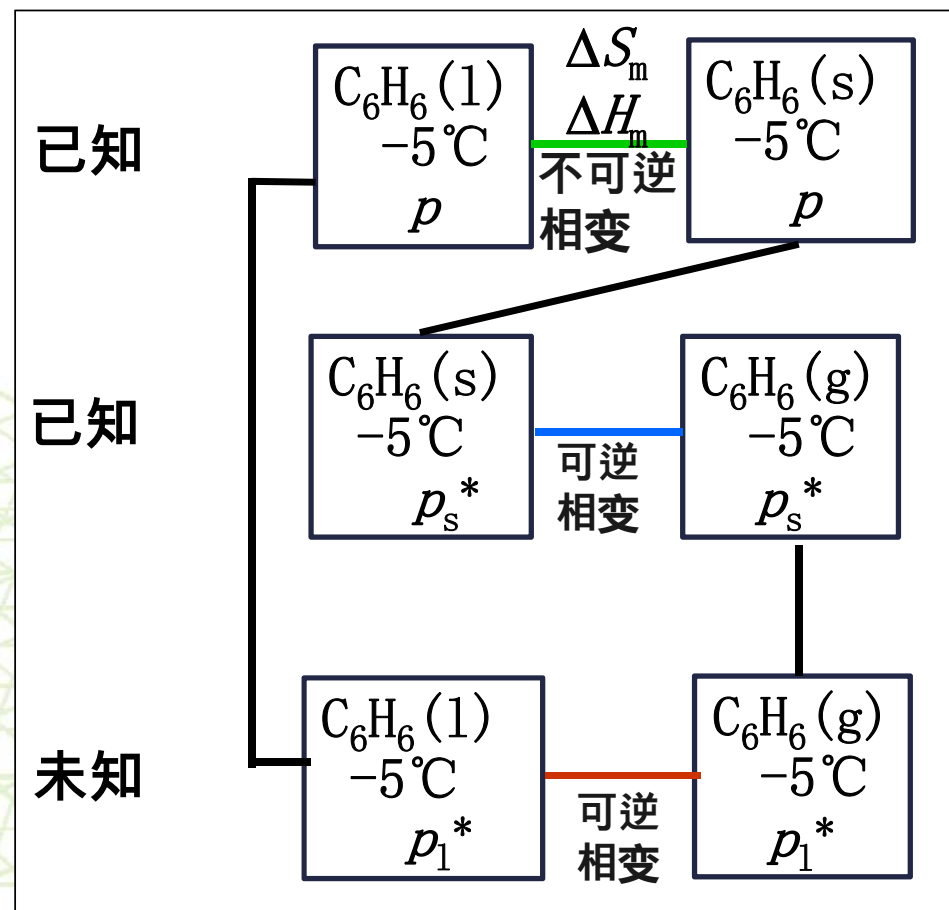 已知
C₆H₆(l)
−5℃
p
ΔSₘ
ΔHₘ
不可逆
相变
C₆H₆(s)
−5℃
p
已知
C₆H₆(s)
−5℃
pₛ*
可逆
相变
C₆H₆(g)
−5℃
pₛ*
未知
C₆H₆(l)
−5℃
pₗ*
可逆
相变
C₆H₆(g)
−5℃
pₗ*